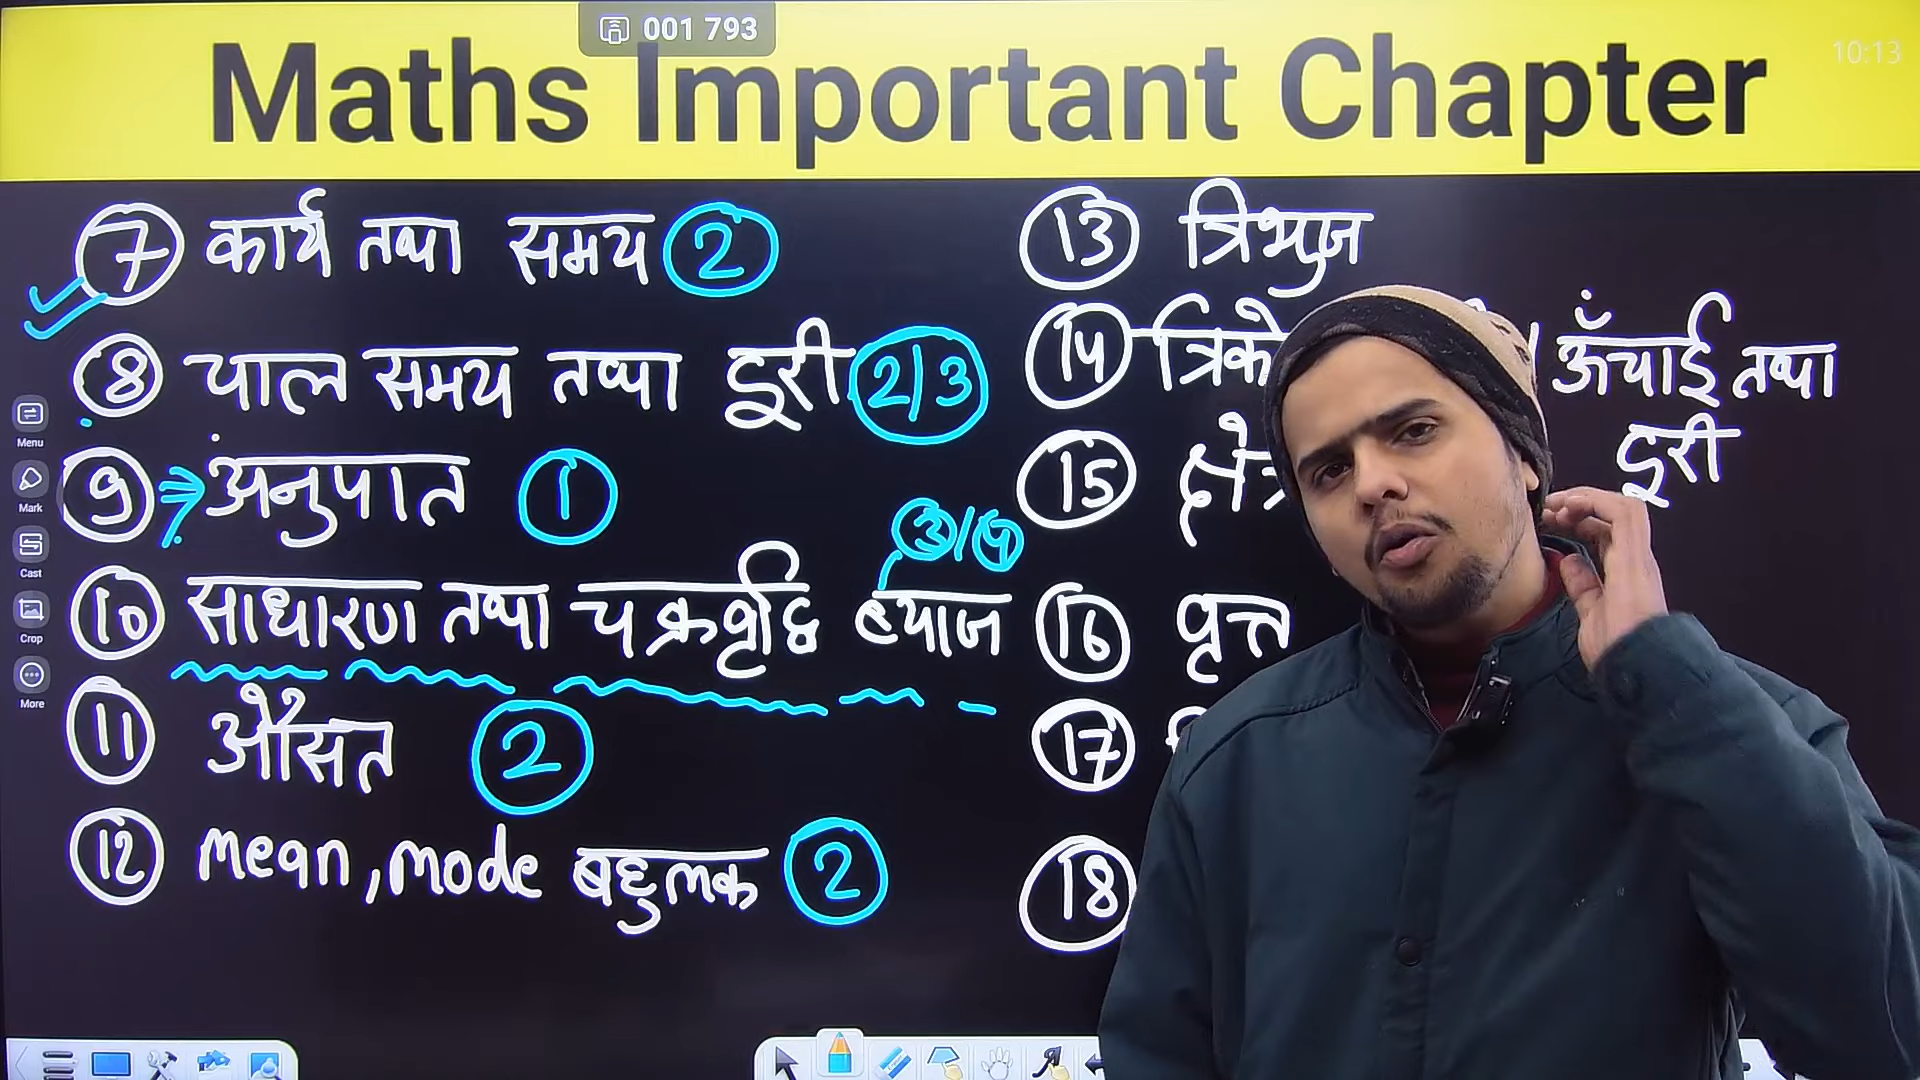 001 793
10:13
Maths Important Chapter
7 कार्य तथा समय 2
8 चाल समय तथा दूरी 2/3
9 अंनुपात 1
3/4
10 साधारण तथा चक्रवृद्धि ब्याज
11 औसत 2
12 mean, mode बहुलक 2
13 त्रिभुज
14 ऊँचाई तथा
दूरी
15
16 वृत्त
17
18
Menu
Mark
Cast
Crop
More